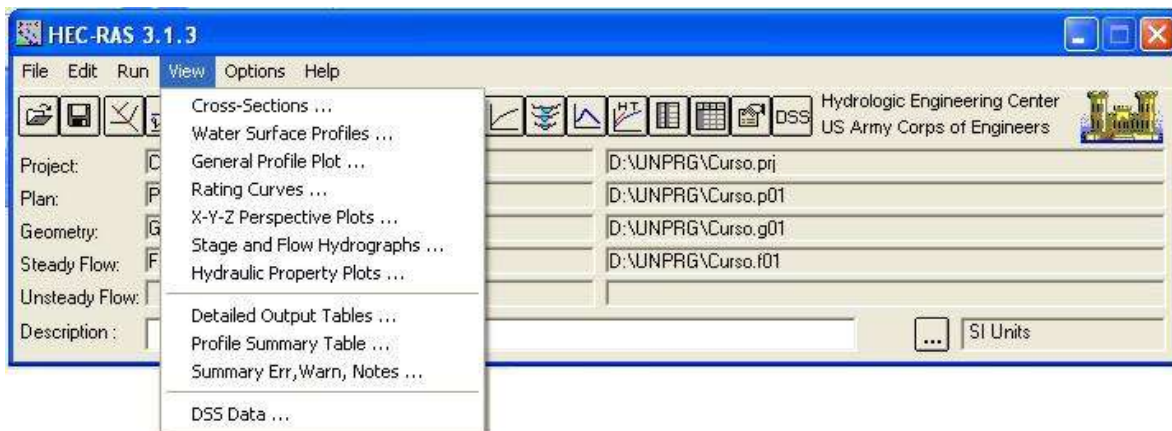 HEC-RAS 3.1.3
File Edit Run View Options Help
HT
DSS
Hydrologic Engineering Center
US Army Corps of Engineers
Project: C D:\UNPRG\Curso.prj
Plan: P D:\UNPRG\Curso.p01
Geometry: G D:\UNPRG\Curso.g01
Steady Flow: F D:\UNPRG\Curso.f01
Unsteady Flow:
Description : ... SI Units
Cross-Sections ...
Water Surface Profiles ...
General Profile Plot ...
Rating Curves ...
X-Y-Z Perspective Plots ...
Stage and Flow Hydrographs ...
Hydraulic Property Plots ...
Detailed Output Tables ...
Profile Summary Table ...
Summary Err,Warn, Notes ...
DSS Data ...